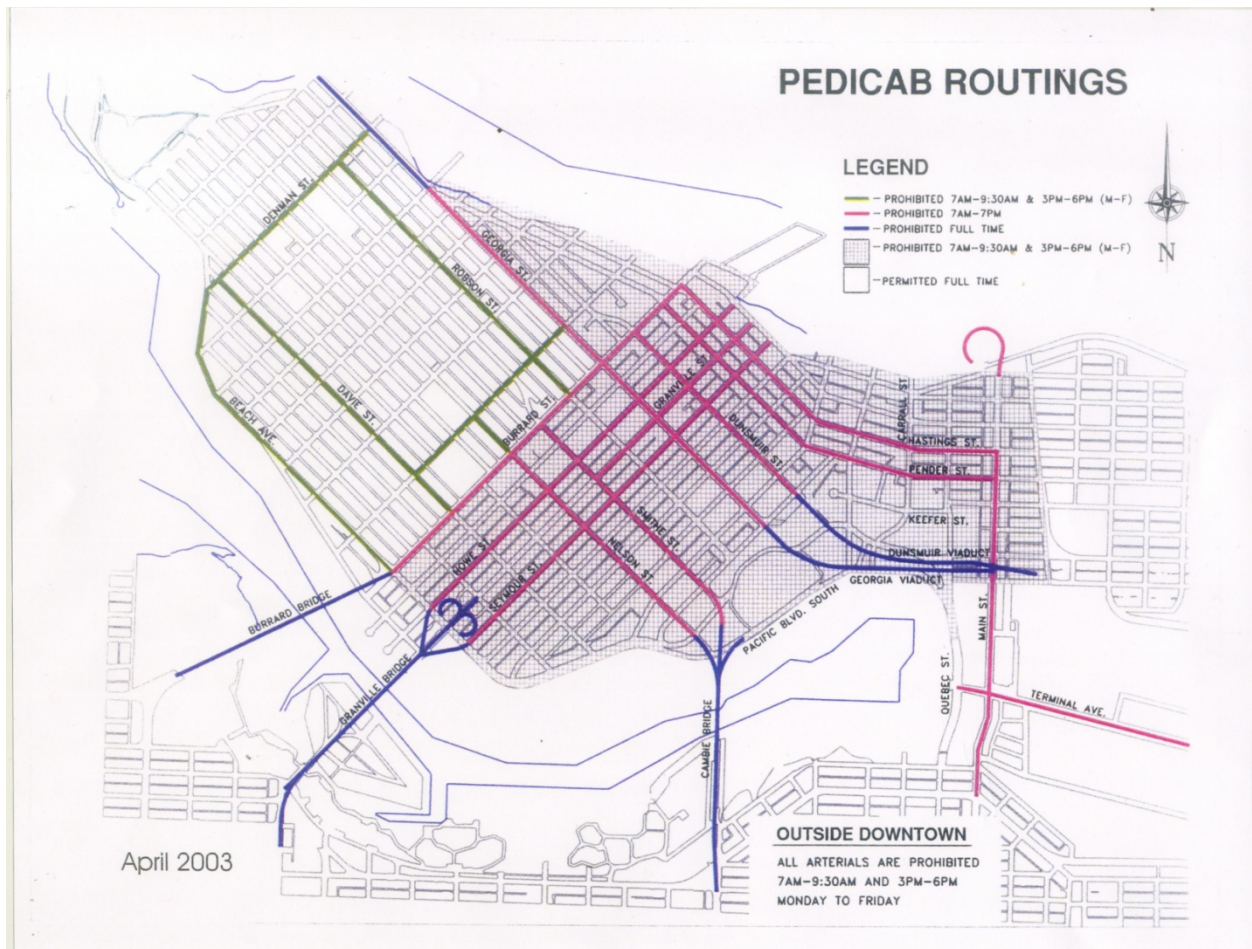 PEDICAB ROUTINGS
LEGEND
– PROHIBITED 7AM–9:30AM & 3PM–6PM (M–F)
– PROHIBITED 7AM–7PM
– PROHIBITED FULL TIME
– PROHIBITED 7AM–9:30AM & 3PM–6PM (M–F)
– PERMITTED FULL TIME
N
DENMAN ST.
GEORGIA ST.
ROBSON ST.
DAVIE ST.
BEACH AVE.
BURRARD ST.
GRANVILLE ST.
DUNSMUIR ST.
CARRALL ST
HASTINGS ST.
PENDER ST.
KEEFER ST.
DUNSMUIR VIADUCT
GEORGIA VIADUCT
SMITHE ST.
NELSON ST.
HOWE ST
SEYMOUR ST.
PACIFIC BLVD. SOUTH
BURRARD BRIDGE
GRANVILLE BRIDGE
CAMBIE BRIDGE
QUEBEC ST.
MAIN ST.
TERMINAL AVE.
OUTSIDE DOWNTOWN
ALL ARTERIALS ARE PROHIBITED
7AM–9:30AM AND 3PM–6PM
MONDAY TO FRIDAY
April 2003